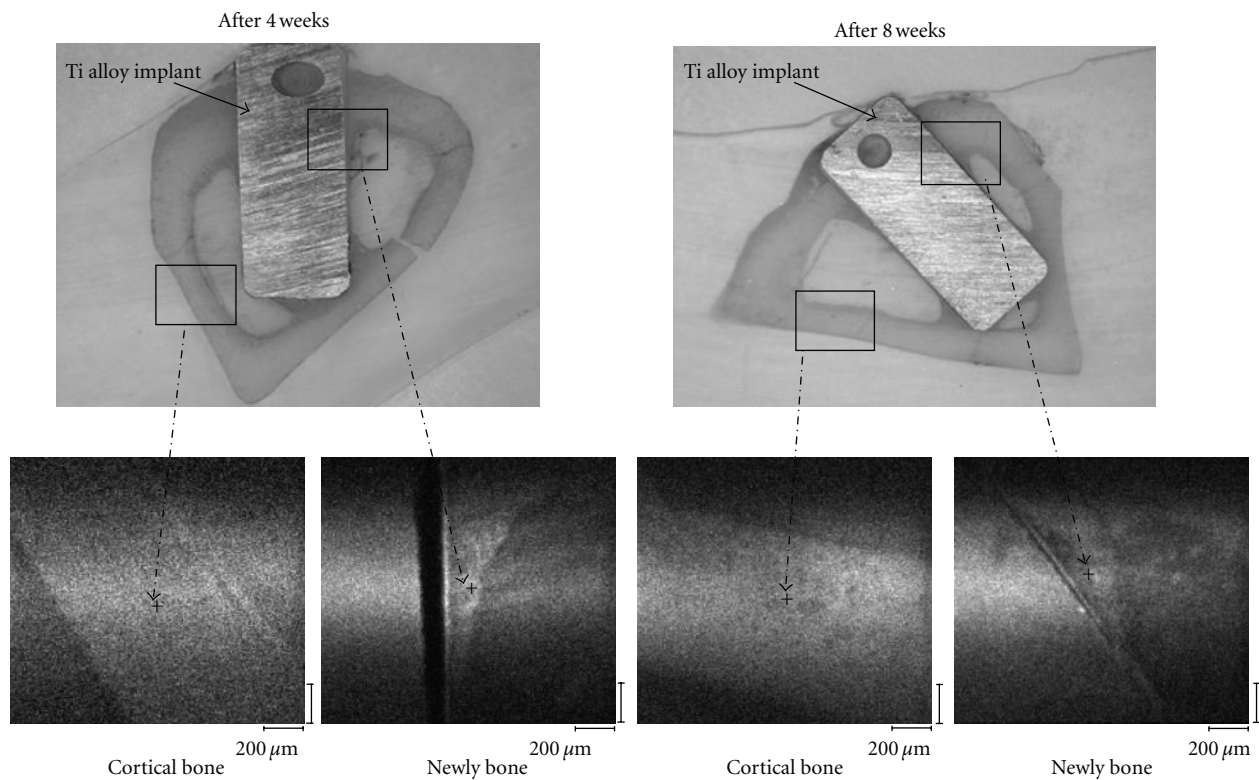 After 4 weeks
After 8 weeks
Ti alloy implant
Ti alloy implant
200 μm
200 μm
200 μm
200 μm
Cortical bone
Newly bone
Cortical bone
Newly bone